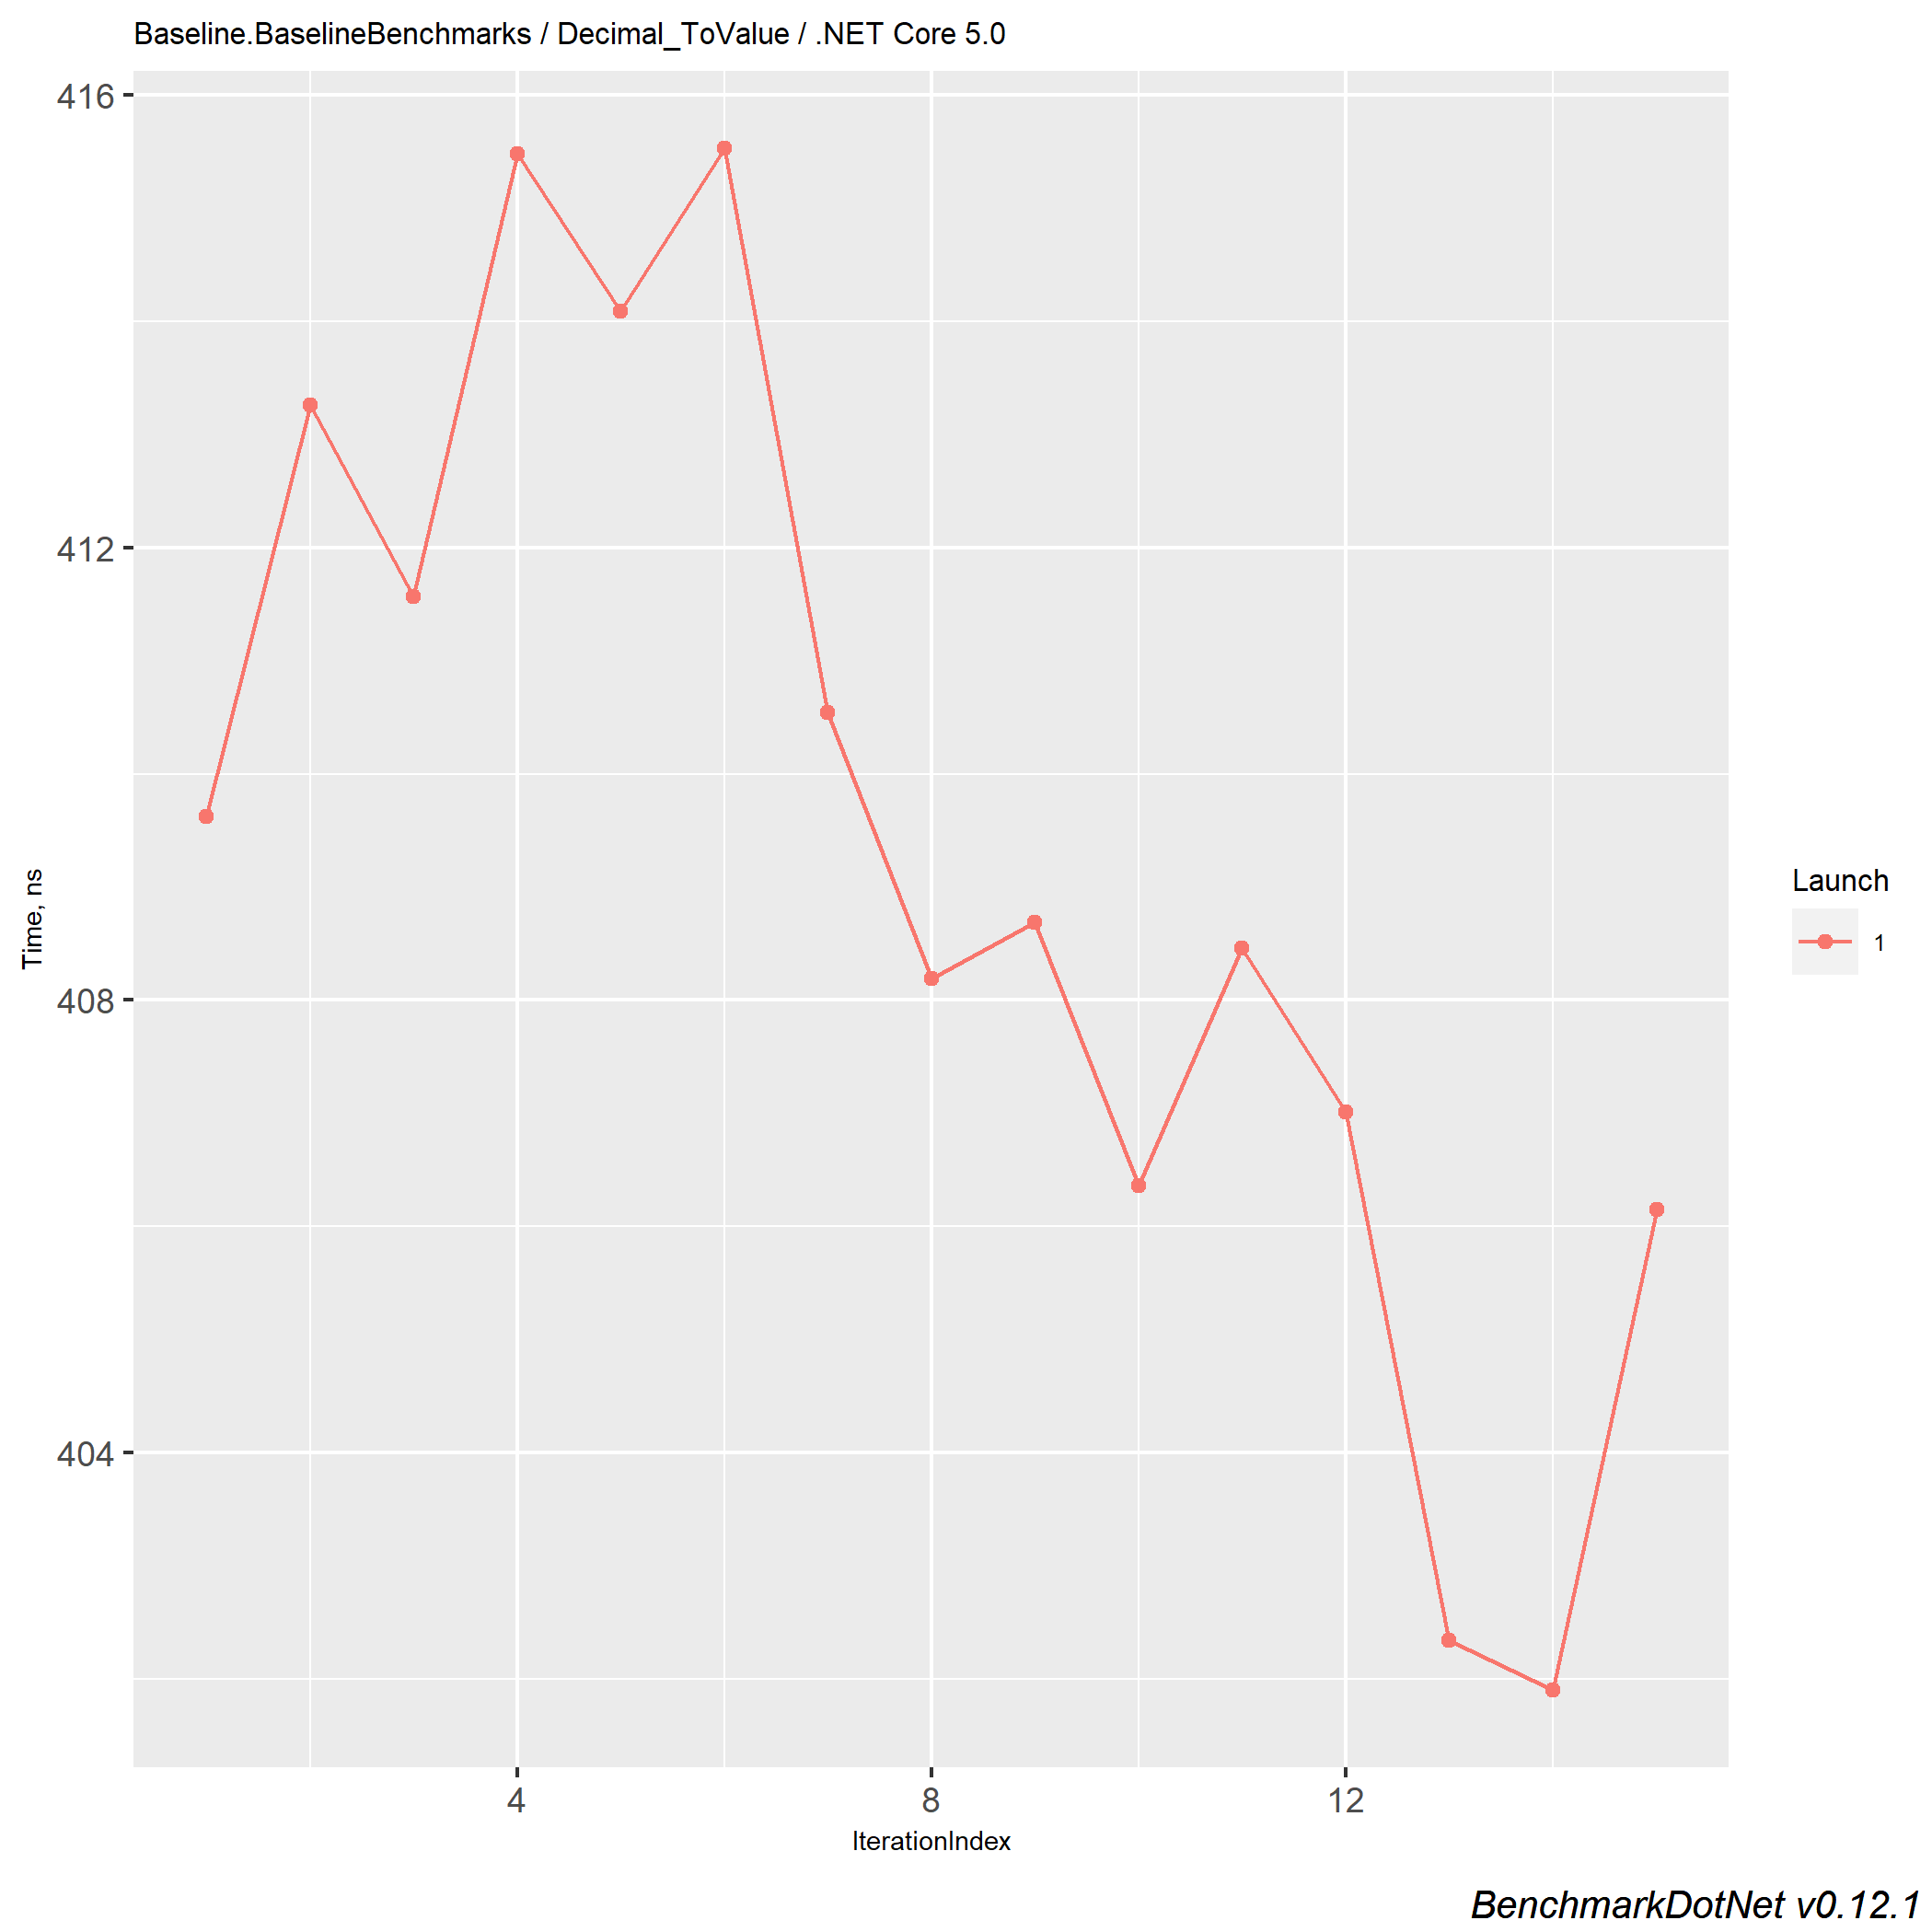 Baseline.BaselineBenchmarks / Decimal_ToValue / .NET Core 5.0
416
412
408
404
Time, ns
4
8
12
IterationIndex
Launch
1
BenchmarkDotNet v0.12.1